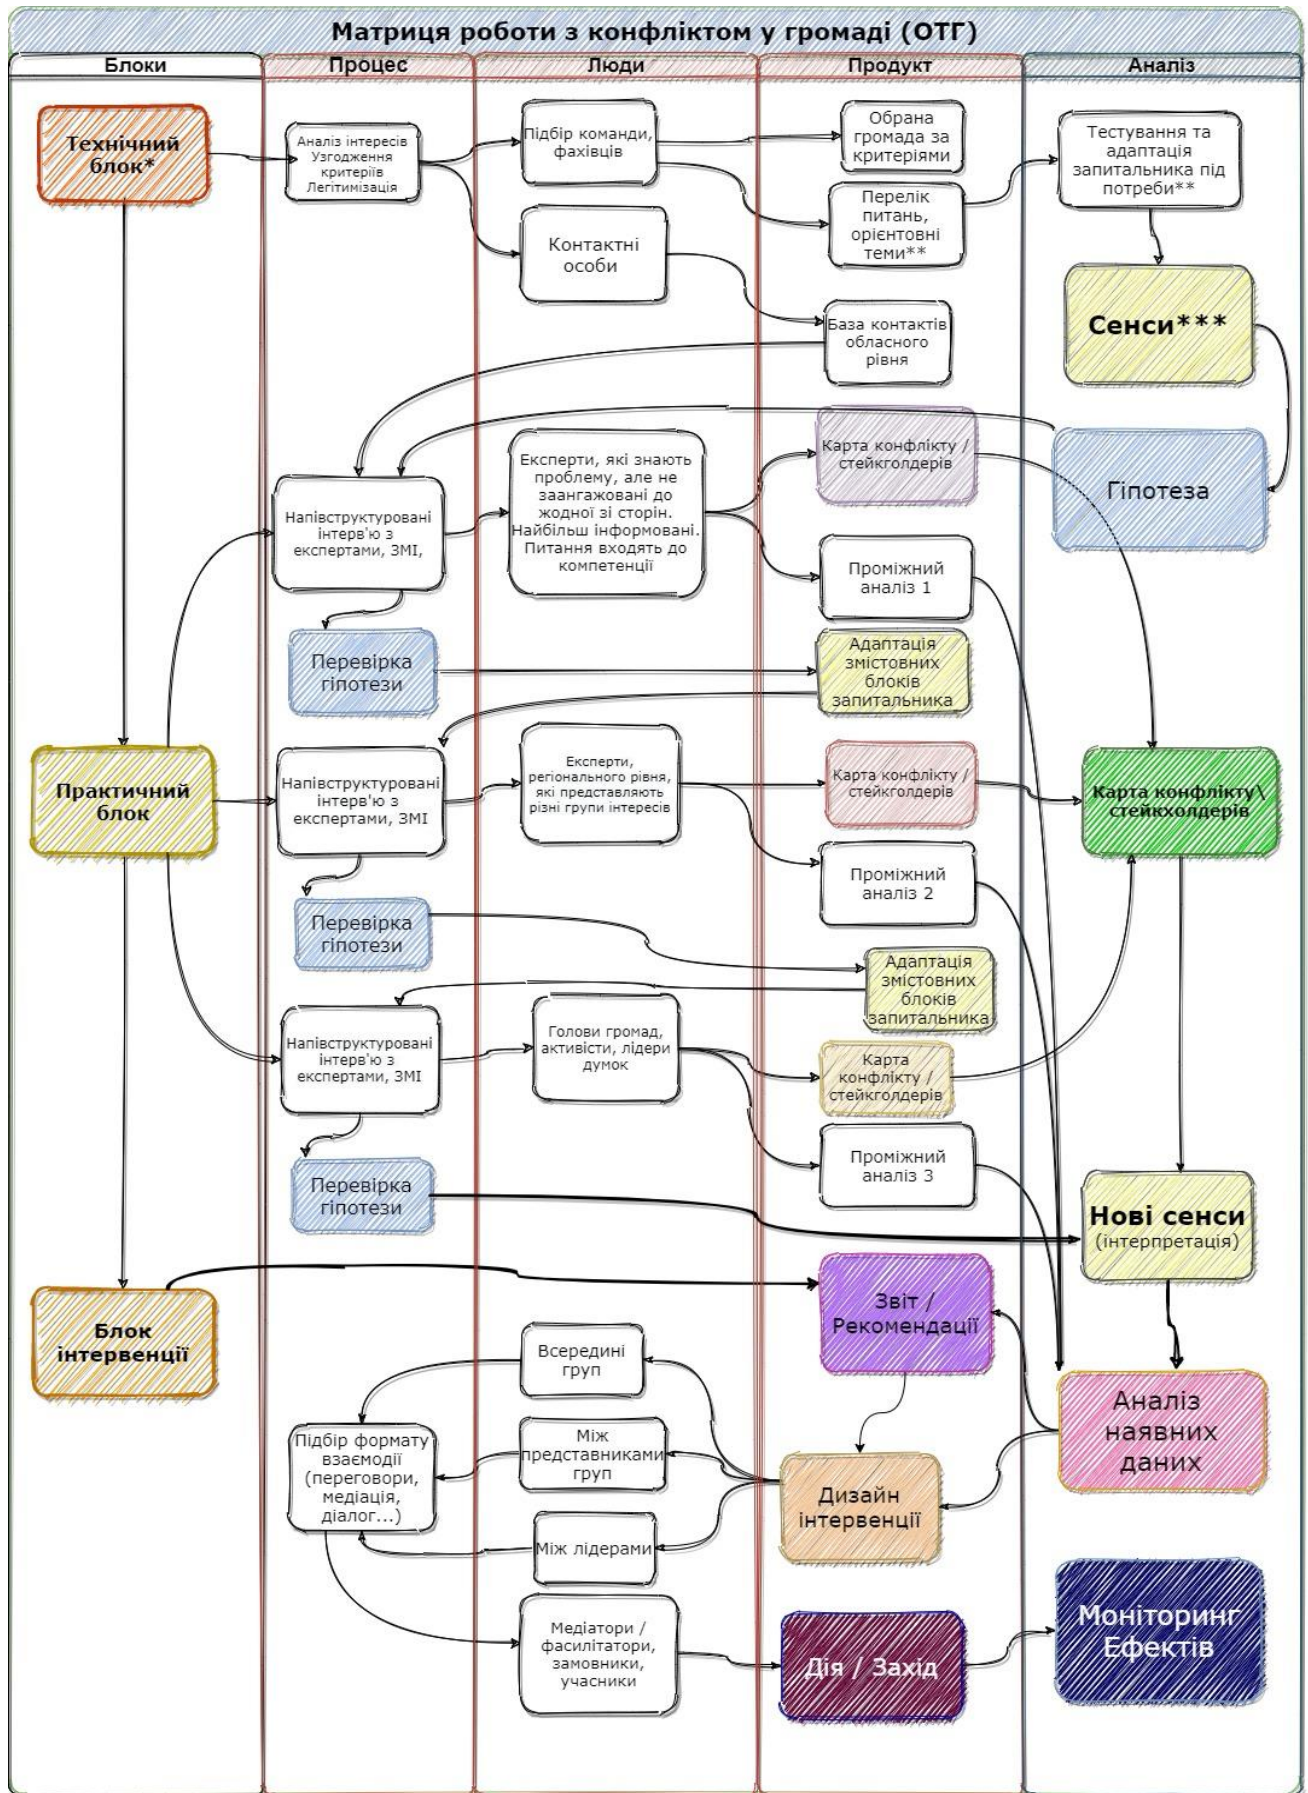 Матриця роботи з конфліктом у громаді (ОТГ)
Блоки
Процес
Люди
Продукт
Аналіз
Технічний
блок*
Аналіз інтересів
Узгодження
критеріїв
Легітимізація
Підбір команди,
фахівців
Обрана
громада за
критеріями
Тестування та
адаптація
запитальника під
потреби**
Перелік
питань,
орієнтовні
теми**
Контактні
особи
База контактів
обласного
рівня
Сенси***
Гіпотеза
Напівструктуровані
інтерв'ю з
експертами, ЗМІ,
Експерти, які знають
проблему, але не
заангажовані до
жодної зі сторін.
Найбільш інформовані.
Питання входять до
компетенції
Карта конфлікту /
стейкголдерів
Проміжний
аналіз 1
Перевірка
гіпотези
Адаптація
змістовних
блоків
запитальника
Практичний
блок
Напівструктуровані
інтерв'ю з
експертами, ЗМІ
Експерти,
регіонального рівня,
які представляють
різні групи інтересів
Карта конфлікту /
стейкголдерів
Карта конфлікту\
стейкхолдерів
Проміжний
аналіз 2
Перевірка
гіпотези
Адаптація
змістовних
блоків
запитальника
Напівструктуровані
інтерв'ю з
експертами, ЗМІ
Голови громад,
активісти, лідери
думок
Карта
конфлікту /
стейкголдерів
Проміжний
аналіз 3
Перевірка
гіпотези
Нові сенси
(інтерпретація)
Блок
інтервенції
Звіт /
Рекомендації
Всередині
груп
Аналіз
наявних
даних
Підбір формату
взаємодії
(переговори,
медіація,
діалог...)
Між
представниками
груп
Дизайн
інтервенції
Між лідерами
Медіатори /
фасилітатори,
замовники,
учасники
Дія / Захід
Моніторинг
Ефектів